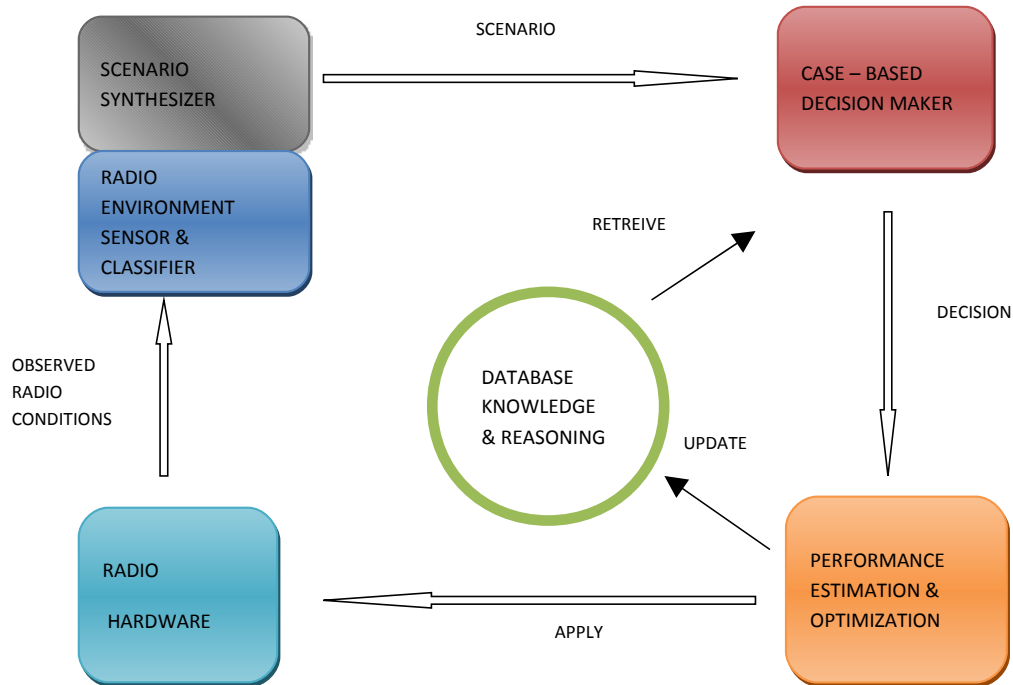 SCENARIO
SCENARIO
SYNTHESIZER
CASE – BASED
DECISION MAKER
RADIO
ENVIRONMENT
SENSOR &
CLASSIFIER
RETREIVE
DECISION
OBSERVED
RADIO
CONDITIONS
DATABASE
KNOWLEDGE
& REASONING
UPDATE
PERFORMANCE
ESTIMATION &
OPTIMIZATION
RADIO
HARDWARE
APPLY